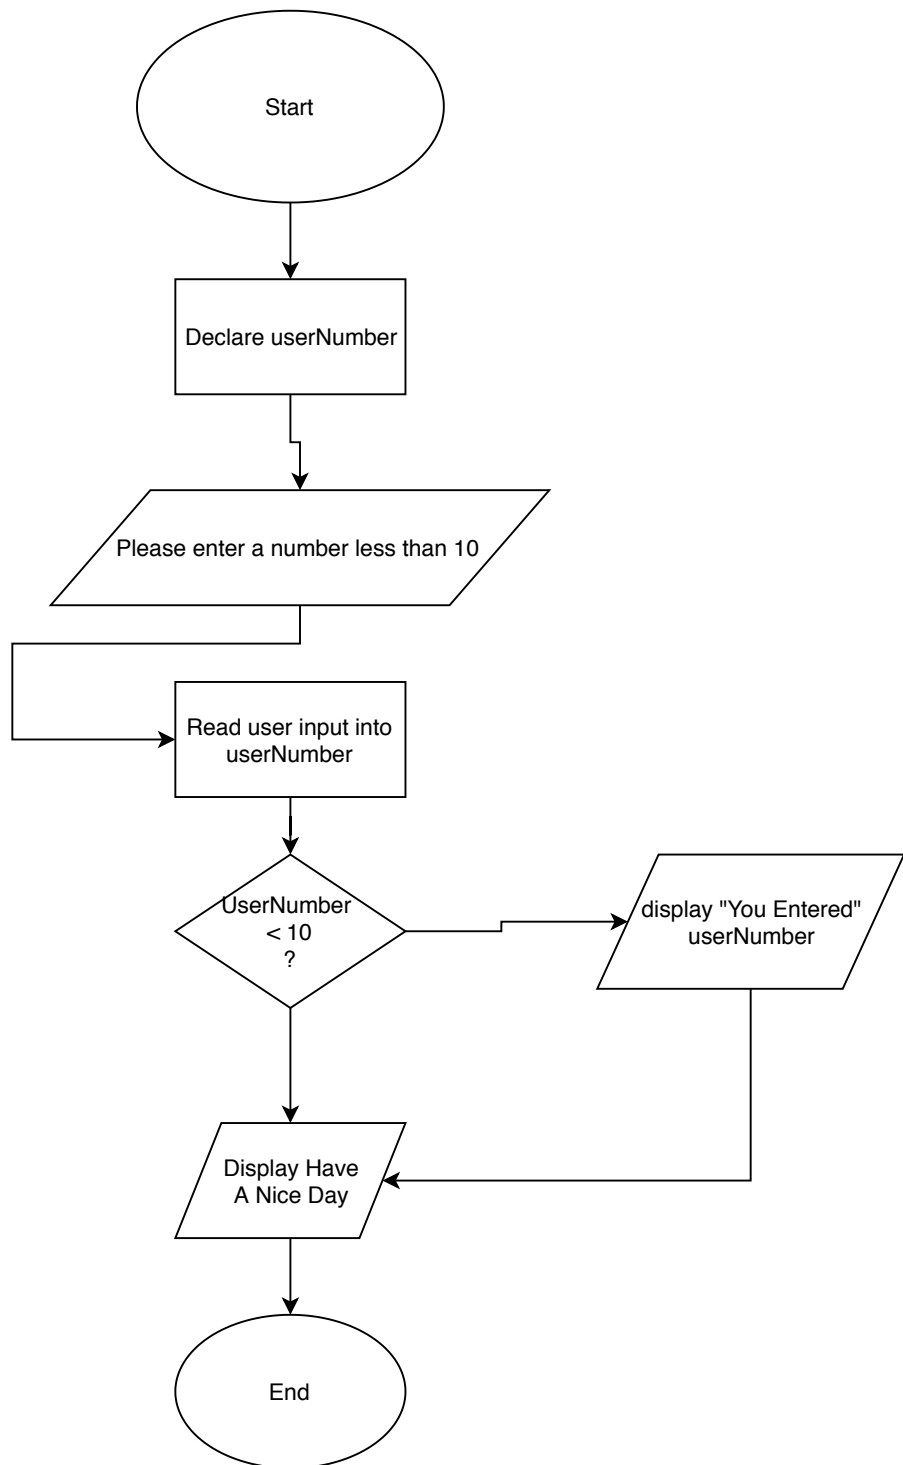 Start
Declare userNumber
Please enter a number less than 10
Read user input into
userNumber
UserNumber
< 10
?
display "You Entered"
userNumber
Display Have
A Nice Day
End